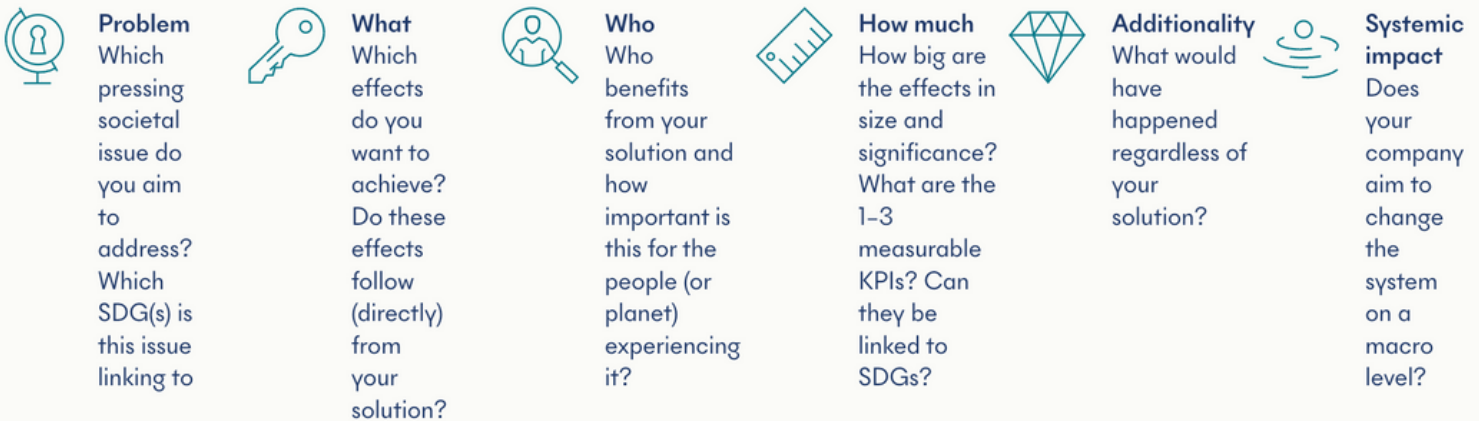 Problem
Which
pressing
societal
issue do
you aim
to
address?
Which
SDG(s) is
this issue
linking to
What
Which
effects
do you
want to
achieve?
Do these
effects
follow
(directly)
from
your
solution?
Who
Who
benefits
from your
solution and
how
important is
this for the
people (or
planet)
experiencing
it?
How much
How big are
the effects in
size and
significance?
What are the
1–3
measurable
KPIs? Can
they be
linked to
SDGs?
Additionality
What would
have
happened
regardless of
your
solution?
Systemic
impact
Does
your
company
aim to
change
the
system
on a
macro
level?